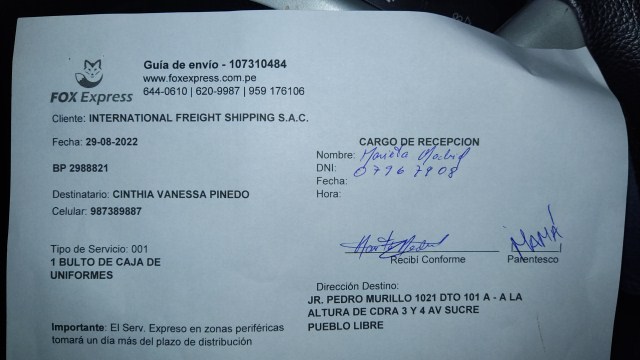 Guía de envío - 107310484
www.foxexpress.com.pe
644-0610 | 620-9987 | 959 176106
FOX Express
Cliente: INTERNATIONAL FREIGHT SHIPPING S.A.C.
Fecha: 29-08-2022
BP 2988821
Destinatario: CINTHIA VANESSA PINEDO
Celular: 987389887
CARGO DE RECEPCION
Nombre: Mariela Madrid
DNI: 07967908
Fecha:
Hora:
MAMÁ
Recibí Conforme
Parentesco
Tipo de Servicio: 001
1 BULTO DE CAJA DE
UNIFORMES
Dirección Destino:
JR. PEDRO MURILLO 1021 DTO 101 A - A LA
ALTURA DE CDRA 3 Y 4 AV SUCRE
PUEBLO LIBRE
Importante: El Serv. Expreso en zonas periféricas
tomará un día más del plazo de distribución